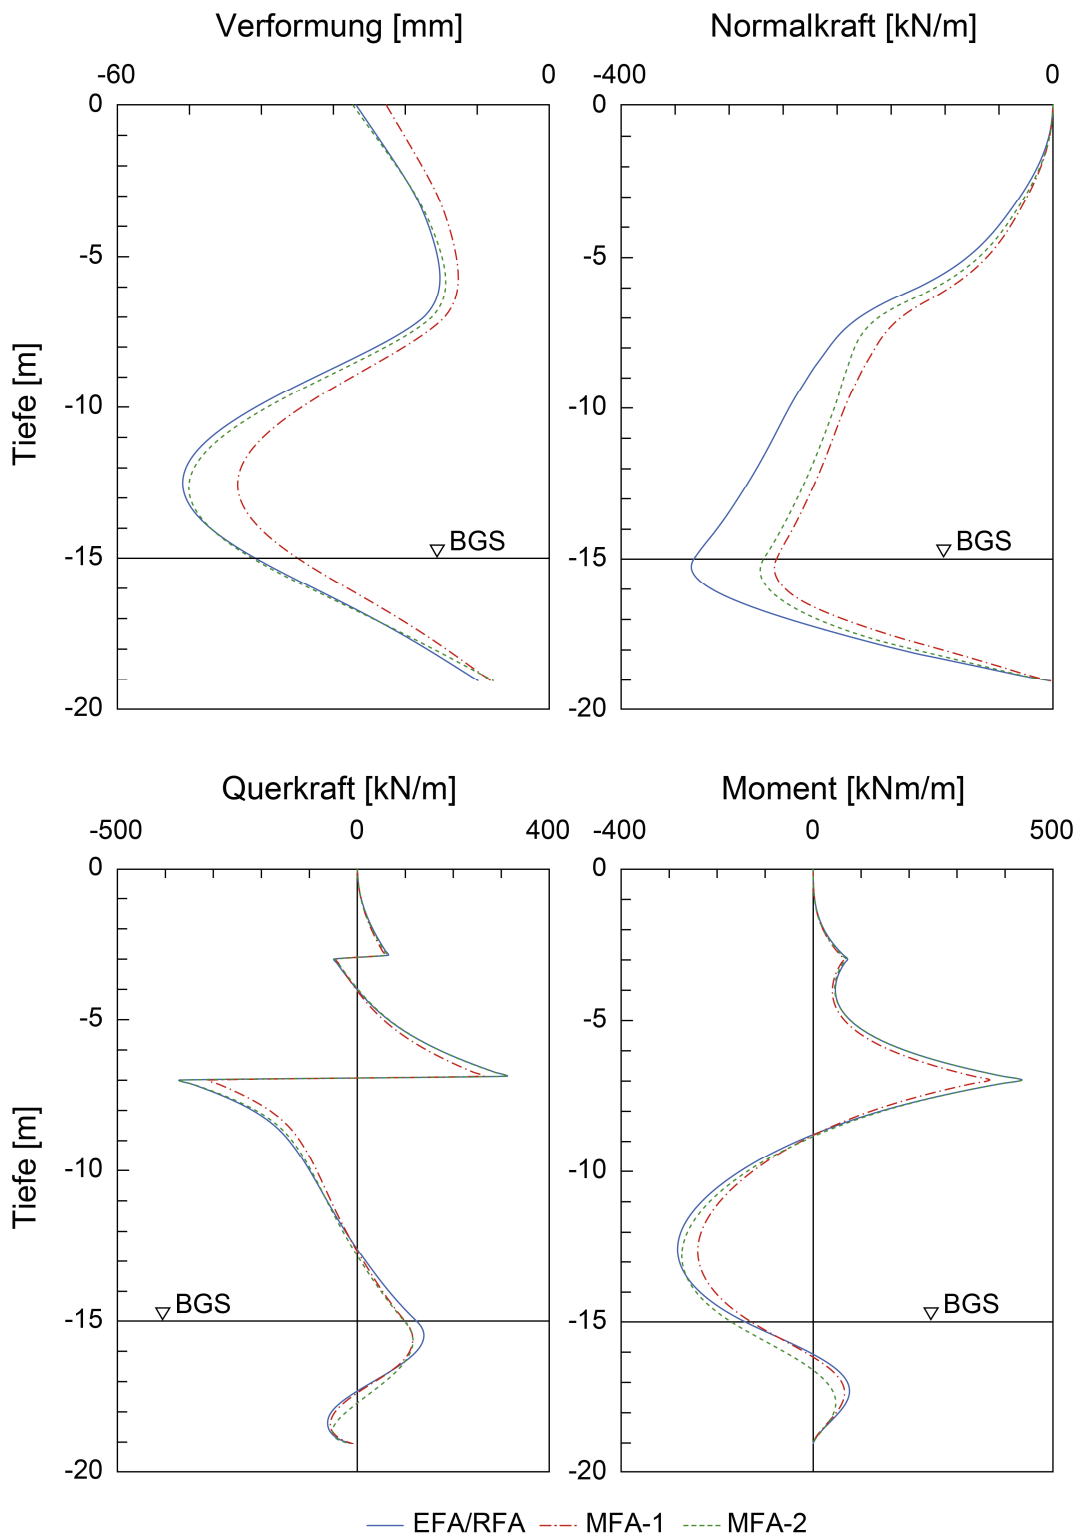 Verformung [mm]
Normalkraft [kN/m]
-60 0
-400 0
0
-5
-10
-15
-20
Tiefe [m]
BGS
0
-5
-10
-15
-20
BGS
Querkraft [kN/m]
Moment [kNm/m]
-500 0 400
-400 0 500
0
-5
-10
-15
-20
Tiefe [m]
BGS
0
-5
-10
-15
-20
BGS
EFA/RFA MFA-1 MFA-2